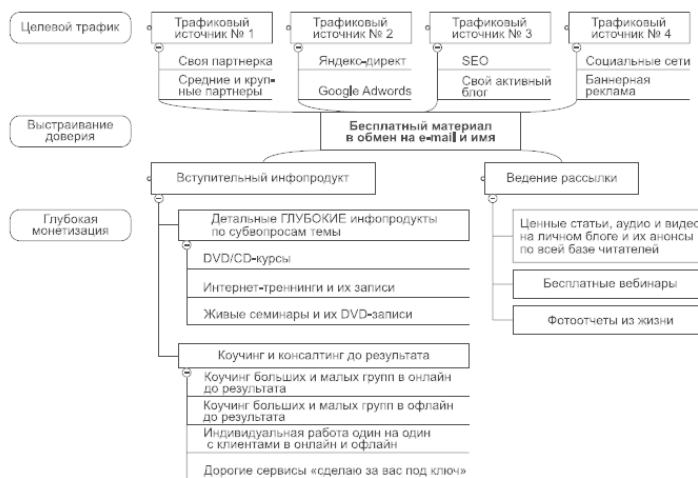 Целевой трафик
Трафиковый
источник № 1
Трафиковый
источник № 2
Трафиковый
источник № 3
Трафиковый
источник № 4
Своя партнерка
Средние и круп-
ные партнеры
Яндекс-директ
Google Adwords
SEO
Свой активный
блог
Социальные сети
Баннерная
реклама
Выстраивание
доверия
Бесплатный материал
в обмен на e-mail и имя
Вступительный инфопродукт
Ведение рассылки
Глубокая
монетизация
Детальные ГЛУБОКИЕ инфопродукты
по субвопросам темы
DVD/CD-курсы
Интернет-треннинги и их записи
Живые семинары и их DVD-записи
Ценные статьи, аудио и видео
на личном блоге и их анонсы
по всей базе читателей
Бесплатные вебинары
Фотоотчеты из жизни
Коучинг и консалтинг до результата
Коучинг больших и малых групп в онлайн
до результата
Коучинг больших и малых групп в офлайн
до результата
Индивидуальная работа один на один
с клиентами в онлайн и офлайн
Дорогие сервисы «сделаю за вас под ключ»